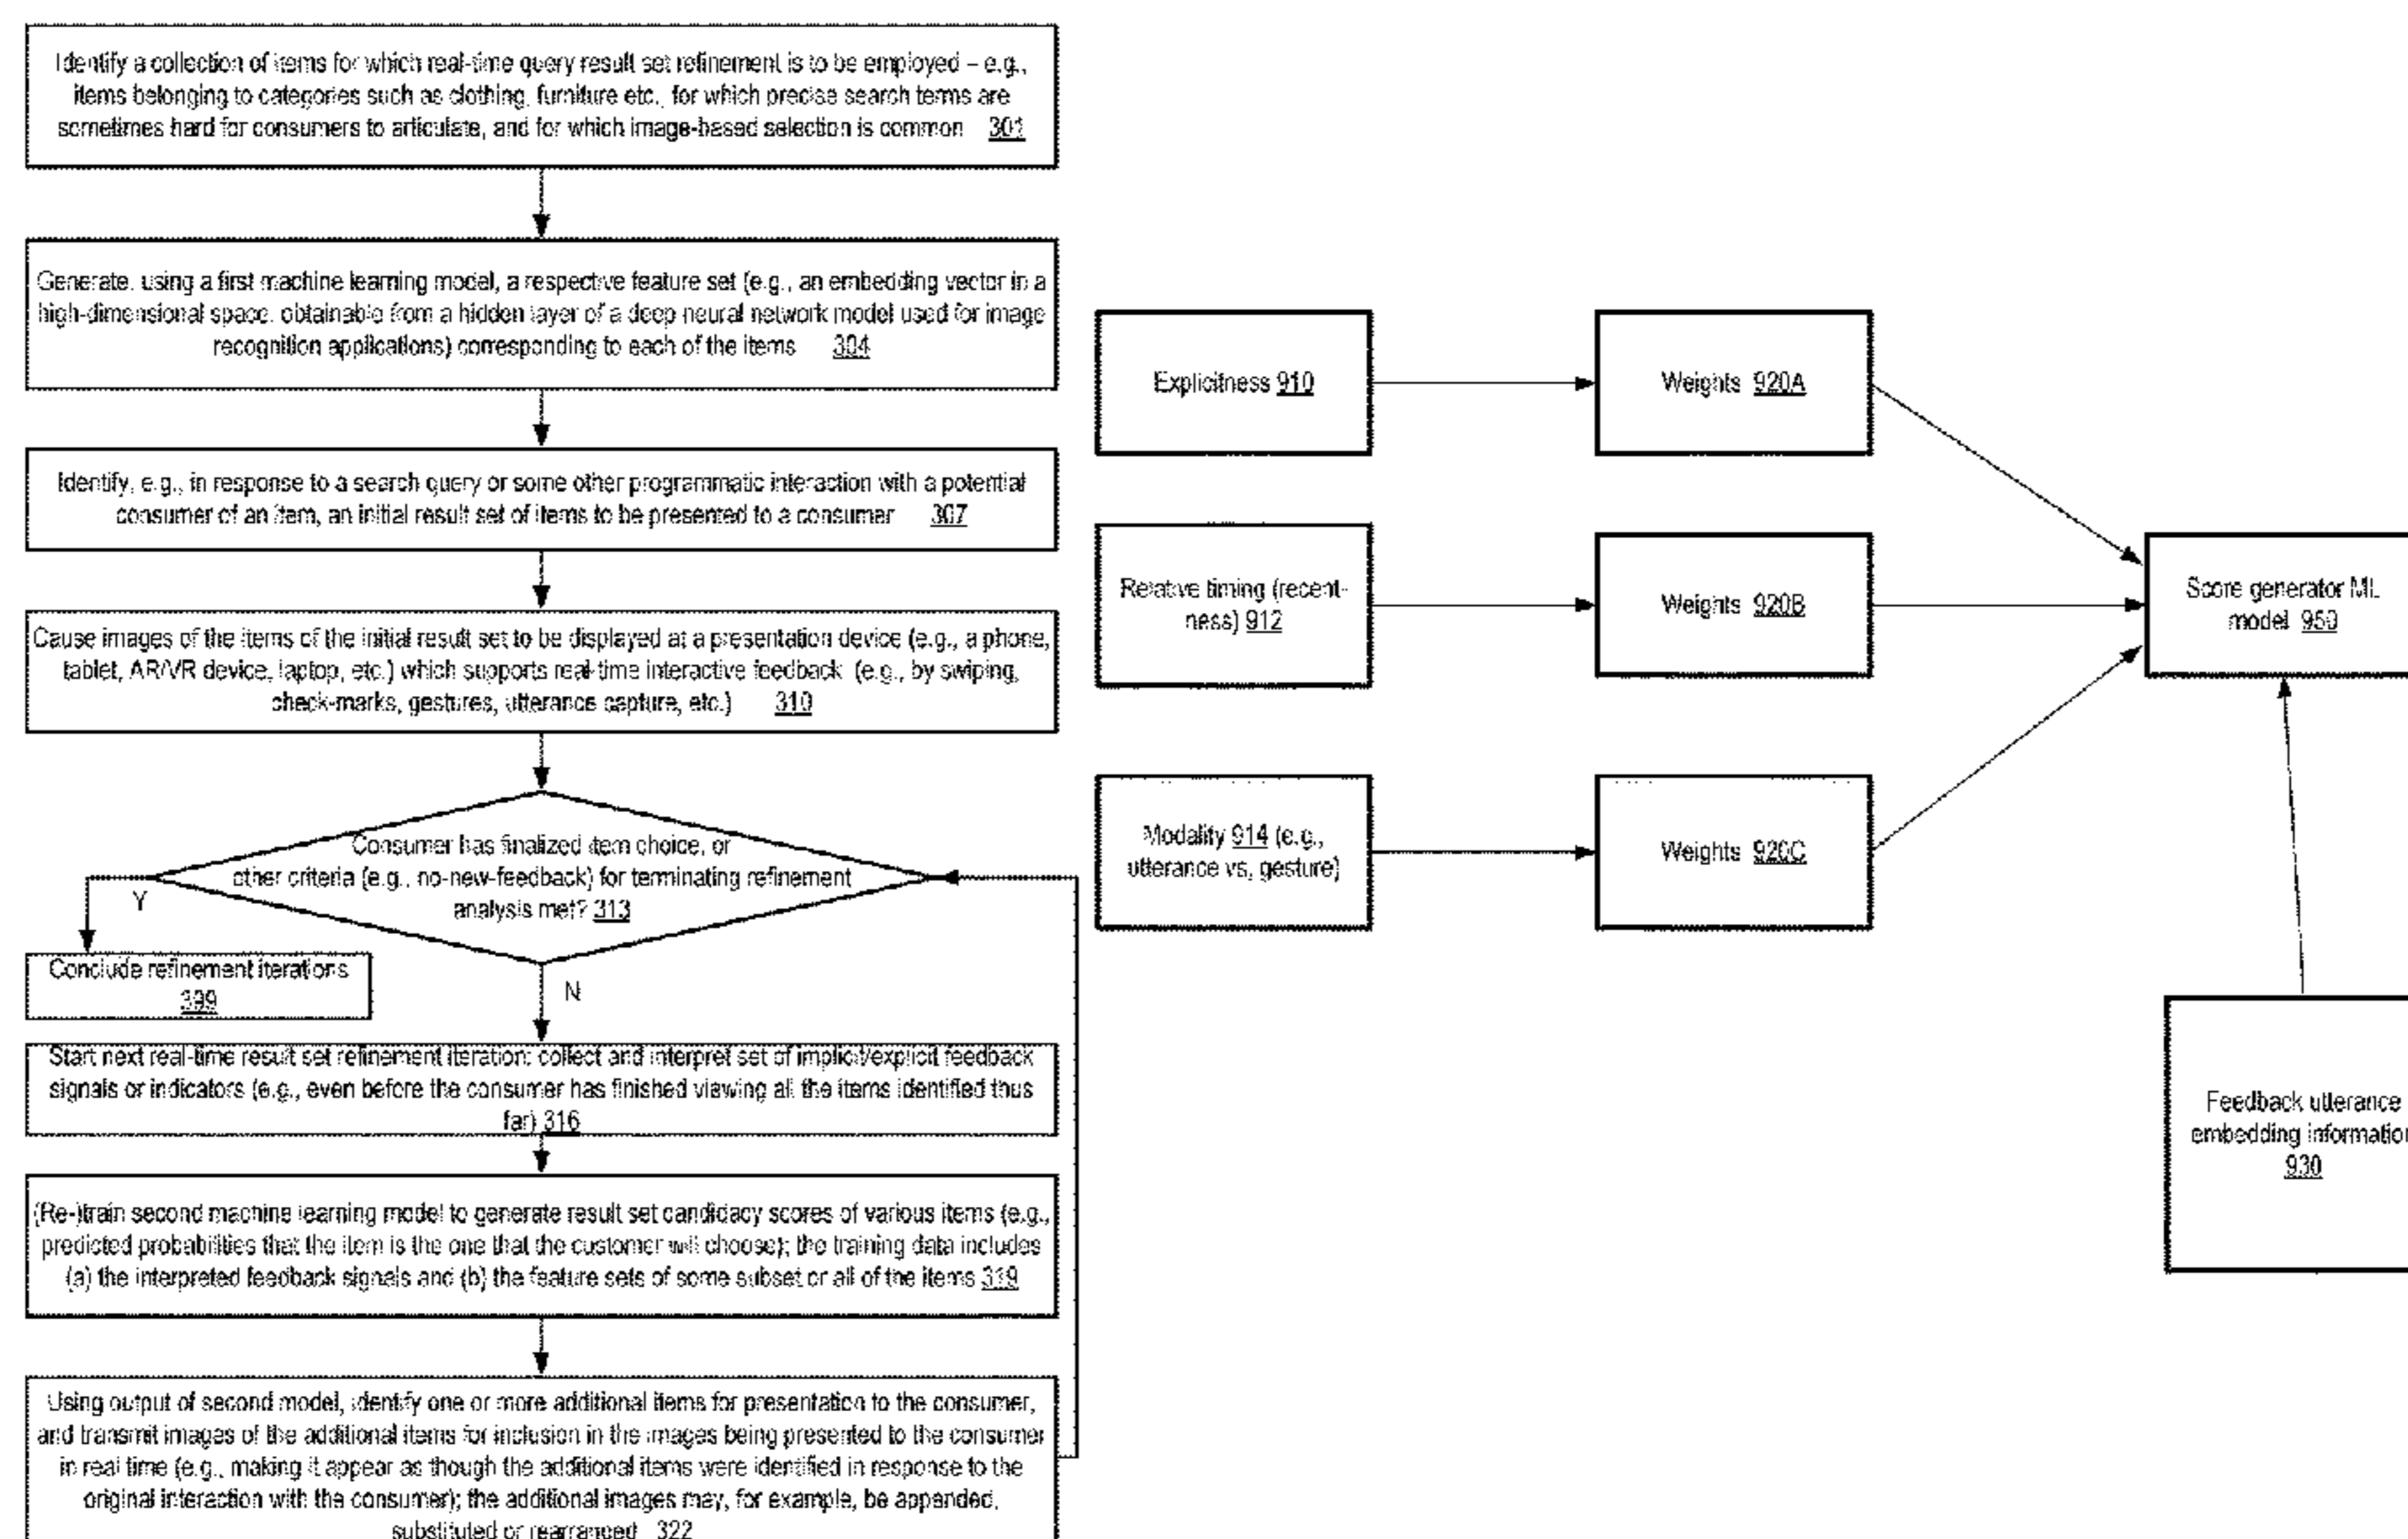 Identify a collection of items for which real-time query result set refinement is to be employed – e.g.,
items belonging to categories such as clothing, furniture etc., for which precise search terms are
sometimes hard for consumers to articulate, and for which image-based selection is common 301
Generate, using a first machine learning model, a respective feature set (e.g., an embedding vector in a
high-dimensional space, obtainable from a hidden layer of a deep neural network model used for image
recognition applications) corresponding to each of the items 304
Identify, e.g., in response to a search query or some other programmatic interaction with a potential
consumer of an item, an initial result set of items to be presented to a consumer 307
Cause images of the items of the initial result set to be displayed at a presentation device (e.g., a phone,
tablet, AR/VR device, laptop, etc.) which supports real-time interactive feedback (e.g., by swiping,
check-marks, gestures, utterance capture, etc.) 310
Consumer has finalized item choice, or
other criteria (e.g., no-new-feedback) for terminating refinement
analysis met? 313
Y
Conclude refinement iterations
399
N
Start next real-time result set refinement iteration: collect and interpret set of implicit/explicit feedback
signals or indicators (e.g., even before the consumer has finished viewing all the items identified thus
far) 316
(Re-)train second machine learning model to generate result set candidacy scores of various items (e.g.,
predicted probabilities that the item is the one that the customer will choose); the training data includes
(a) the interpreted feedback signals and (b) the feature sets of some subset or all of the items 319
Using output of second model, identify one or more additional items for presentation to the consumer,
and transmit images of the additional items for inclusion in the images being presented to the consumer
in real time (e.g., making it appear as though the additional items were identified in response to the
original interaction with the consumer); the additional images may, for example, be appended,
substituted or rearranged 322
Explicitness 910
Weights 920A
Relative timing (recent-
ness) 912
Weights 920B
Score generator ML
model 950
Modality 914 (e.g.,
utterance vs, gesture)
Weights 920C
Feedback utterance
embedding information
930